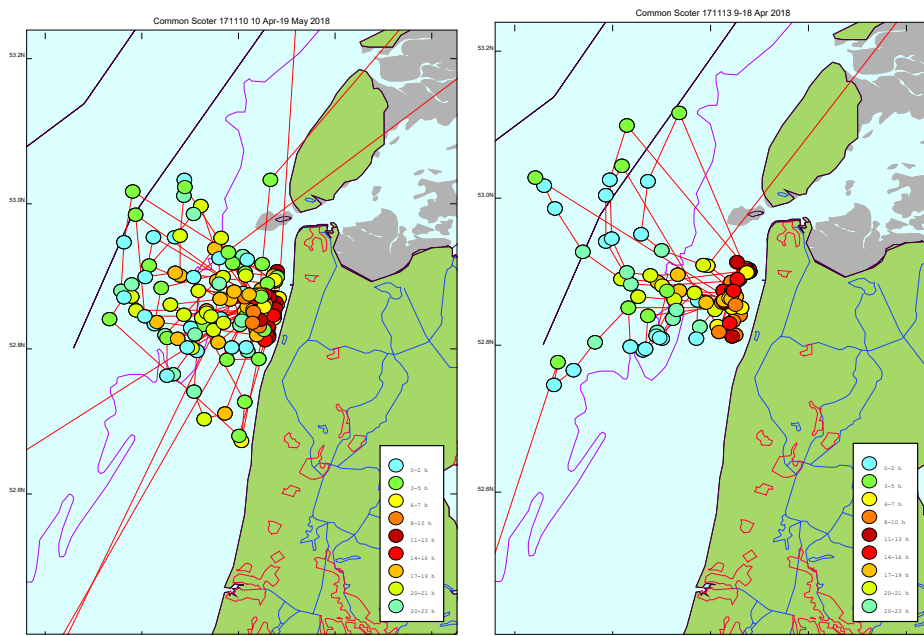 Common Scoter 171110 10 Apr-19 May 2018
53.2N
53.0N
52.8N
52.6N
0-2 h
3-5 h
6-7 h
8-10 h
11-13 h
14-16 h
17-19 h
20-21 h
20-23 h
Common Scoter 171113 9-18 Apr 2018
53.2N
53.0N
52.8N
52.6N
0-2 h
3-5 h
6-7 h
8-10 h
11-13 h
14-16 h
17-19 h
20-21 h
20-23 h